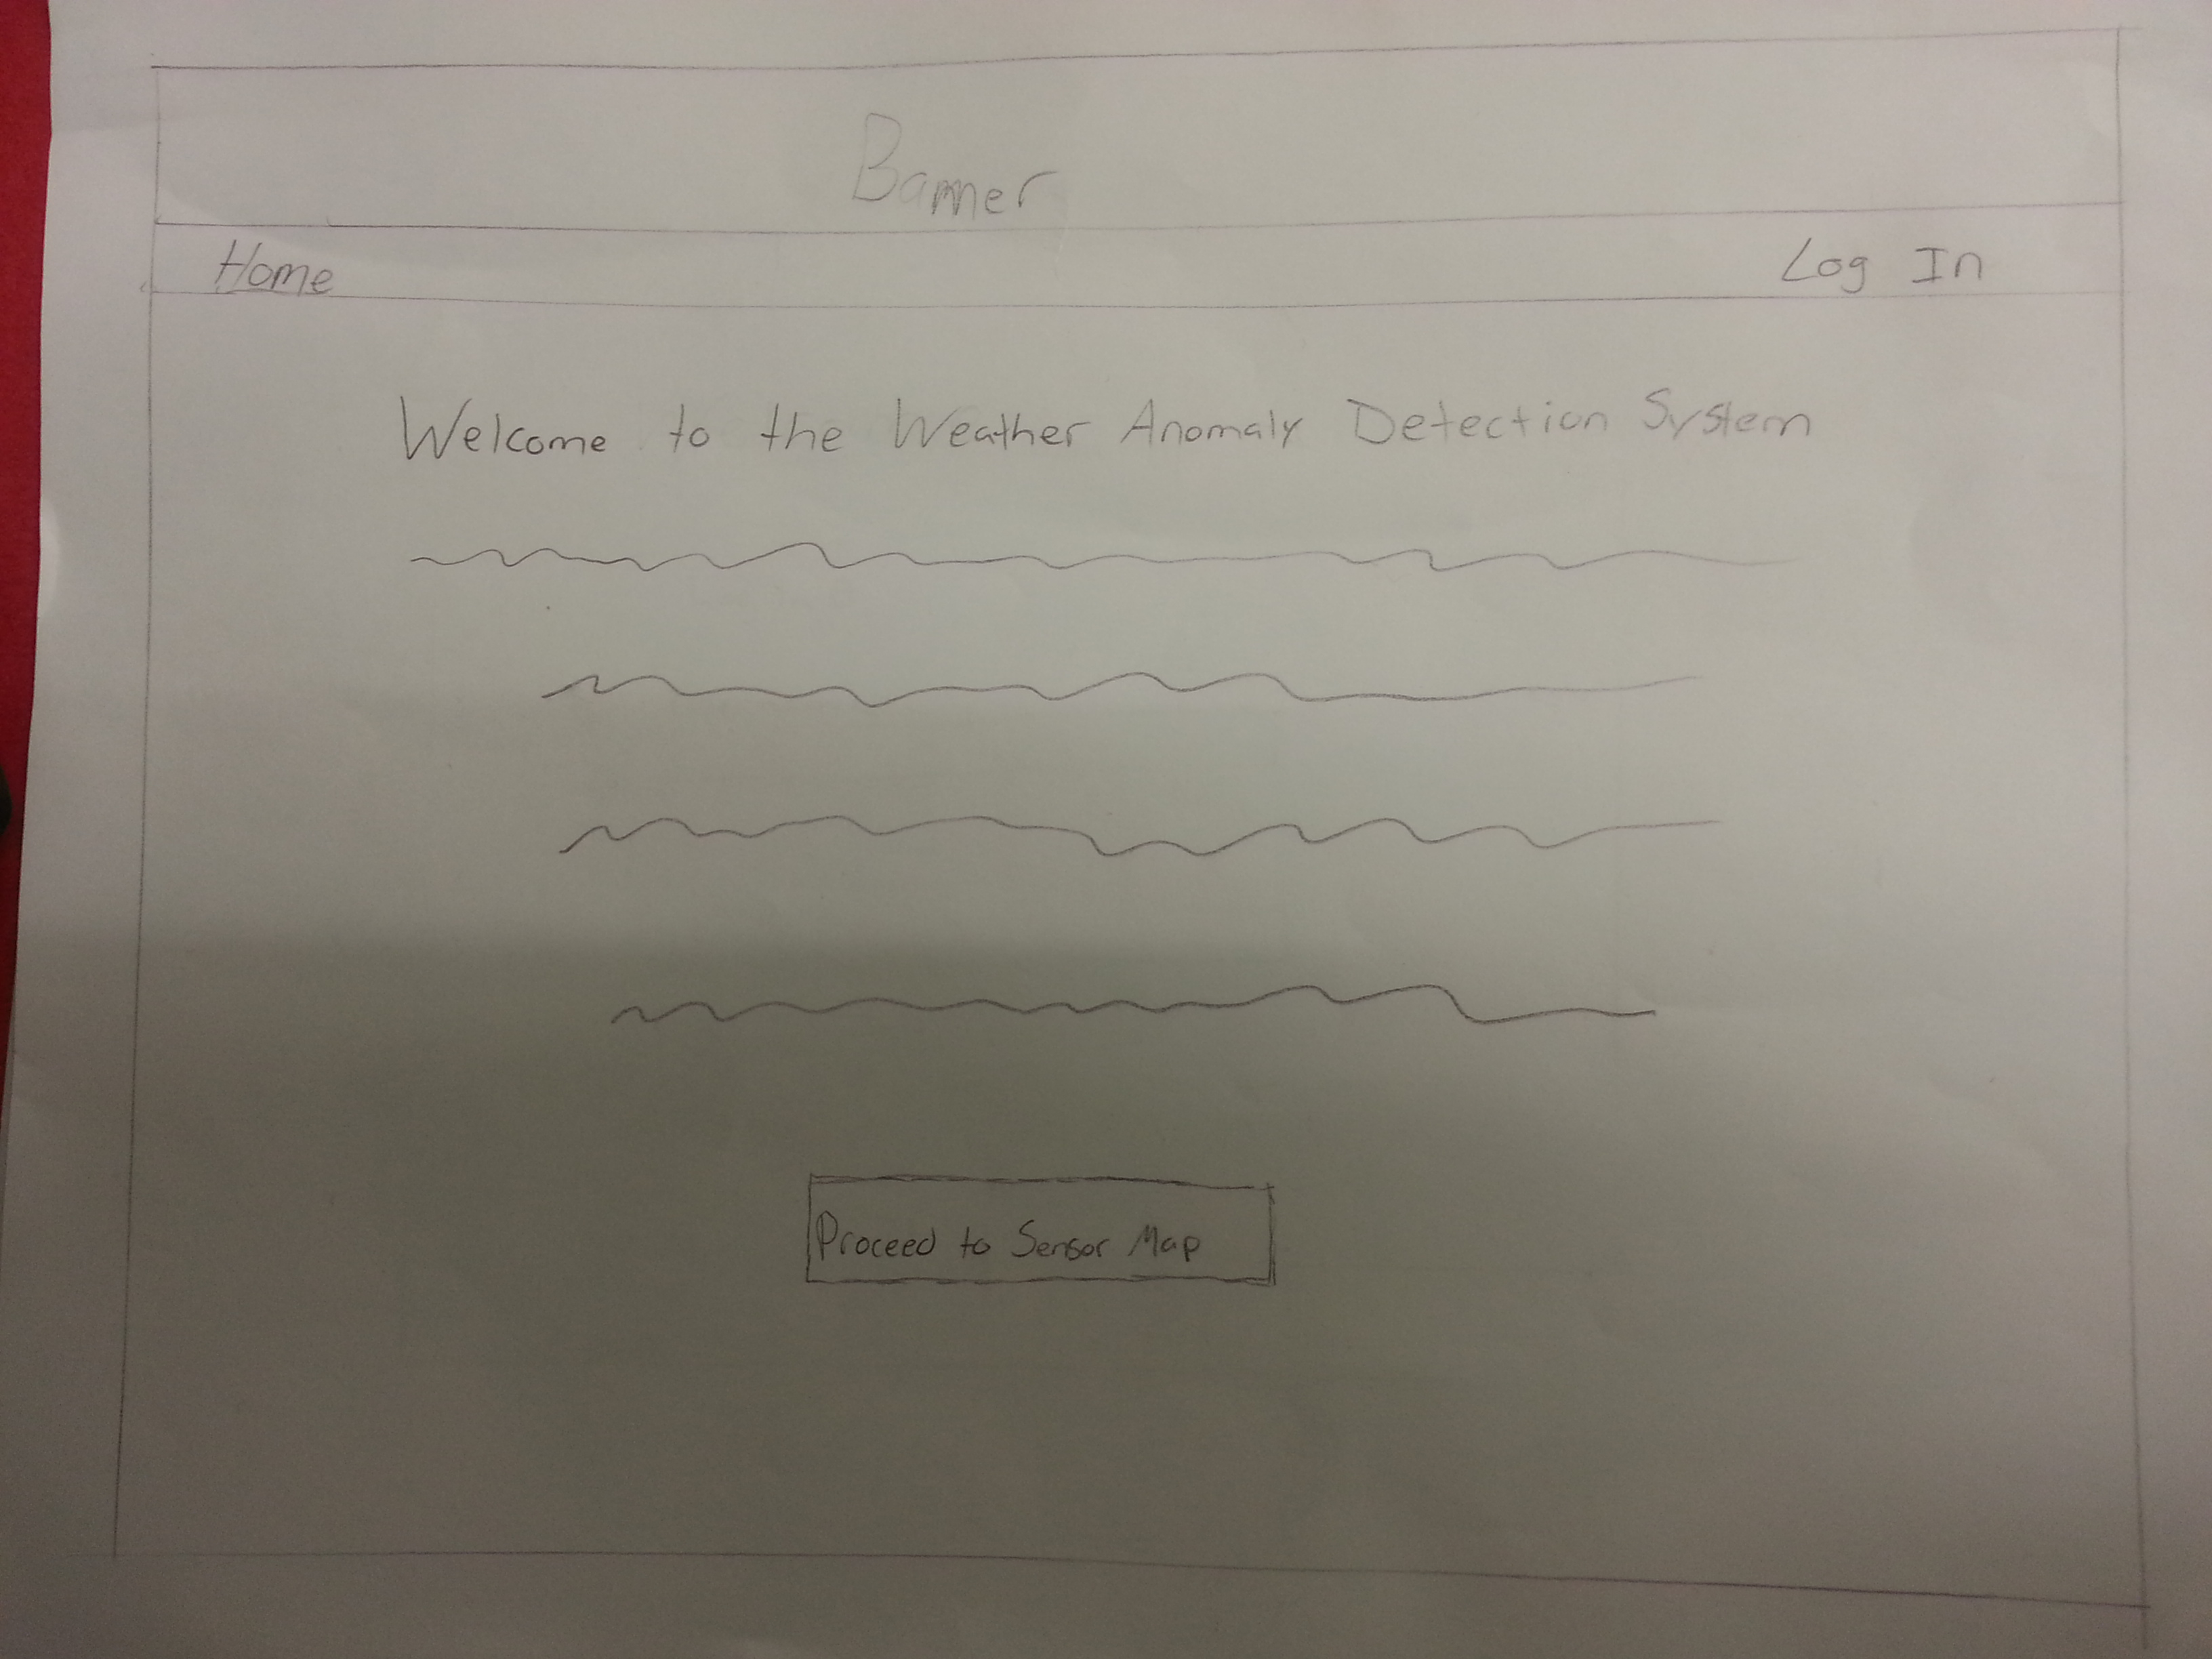 Banner
Home Log In
Welcome to the Weather Anomaly Detection System
Proceed to Sensor Map